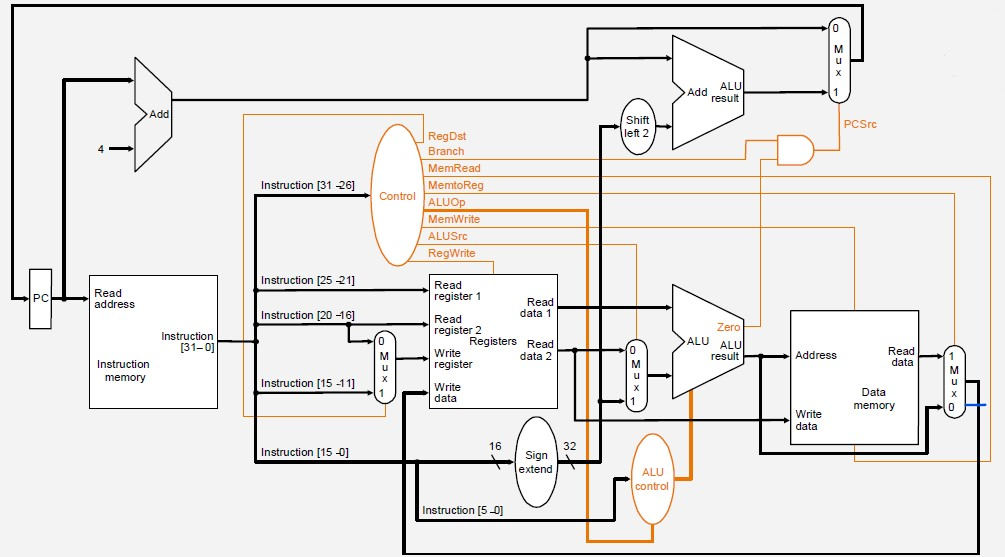 0
M
u
x
1
Add
ALU
result
Add
4
Shift
left 2
PCSrc
RegDst
Branch
MemRead
MemtoReg
ALUOp
MemWrite
ALUSrc
RegWrite
Control
Instruction [31 -26]
Instruction [25 -21]
Instruction [20 -16]
Instruction [15 -11]
Instruction [15 -0]
Instruction [5 -0]
PC
Read
address
Instruction
[31-0]
Instruction
memory
0
M
u
x
1
Read
register 1
Read
register 2
Registers
Write
register
Write
data
Read
data 1
Read
data 2
0
M
u
x
1
Zero
ALU
ALU
result
Address
Read
data
Data
memory
Write
data
1
M
u
x
0
16
Sign
extend
32
ALU
control